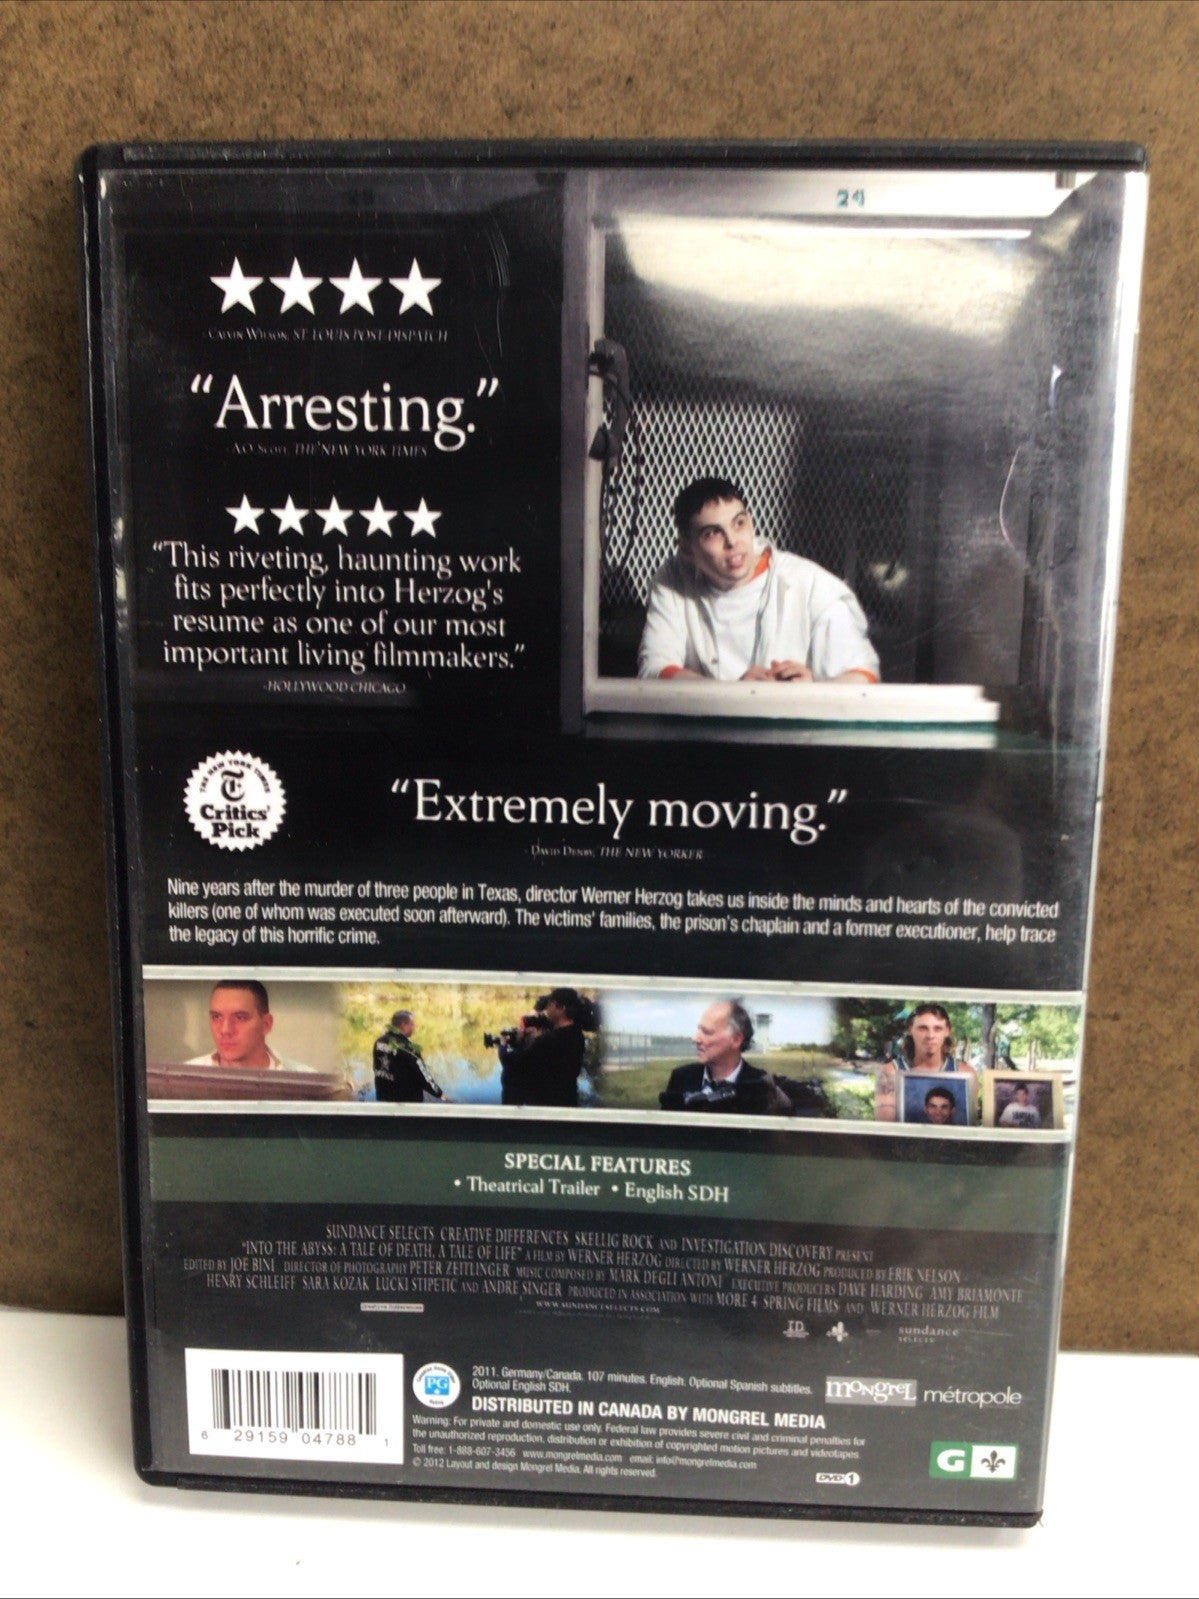 24
- CALVIN WILSON, ST. LOUIS POST-DISPATCH
“Arresting.”
- A.O. Scott, THE NEW YORK TIMES
“This riveting, haunting work
fits perfectly into Herzog's
resume as one of our most
important living filmmakers.”
-HOLLYWOOD CHICAGO
THE NEW YORK TIMES
T
Critics'
Pick
“Extremely moving.”
- David Denby, THE NEW YORKER
Nine years after the murder of three people in Texas, director Werner Herzog takes us inside the minds and hearts of the convicted
killers (one of whom was executed soon afterward). The victims' families, the prison's chaplain and a former executioner, help trace
the legacy of this horrific crime.
SPECIAL FEATURES
• Theatrical Trailer • English SDH
SUNDANCE SELECTS CREATIVE DIFFERENCES SKELLIG ROCK AND INVESTIGATION DISCOVERY PRESENT
"INTO THE ABYSS: A TALE OF DEATH, A TALE OF LIFE" A FILM BY WERNER HERZOG DIRECTED BY WERNER HERZOG PRODUCED BY ERIK NELSON
EDITED BY JOE BINI DIRECTOR OF PHOTOGRAPHY PETER ZEITLINGER MUSIC COMPOSED BY MARK DEGLI ANTONI EXECUTIVE PRODUCERS DAVE HARDING AMY BRIAMONTE
HENRY SCHLEIFF SARA KOZAK LUCKI STIPETIC AND ANDRE SINGER PRODUCED IN ASSOCIATION WITH MORE 4 SPRING FILMS AND WERNER HERZOG FILM
WWW.SUNDANCESELECTS.COM
creative differences
ID
sundance
SELECTS
6 29159 04788 1
PG
2011. Germany/Canada. 107 minutes. English. Optional Spanish subtitles.
Optional English SDH.
DISTRIBUTED IN CANADA BY MONGREL MEDIA
Warning: For private and domestic use only. Federal law provides severe civil and criminal penalties for
the unauthorized reproduction, distribution or exhibition of copyrighted motion pictures and videotapes.
Toll free: 1-888-607-3456 www.mongrelmedia.com email: info@mongrelmedia.com
© 2012 Layout and design Mongrel Media. All rights reserved.
mongrel métropole
G
DVD 1